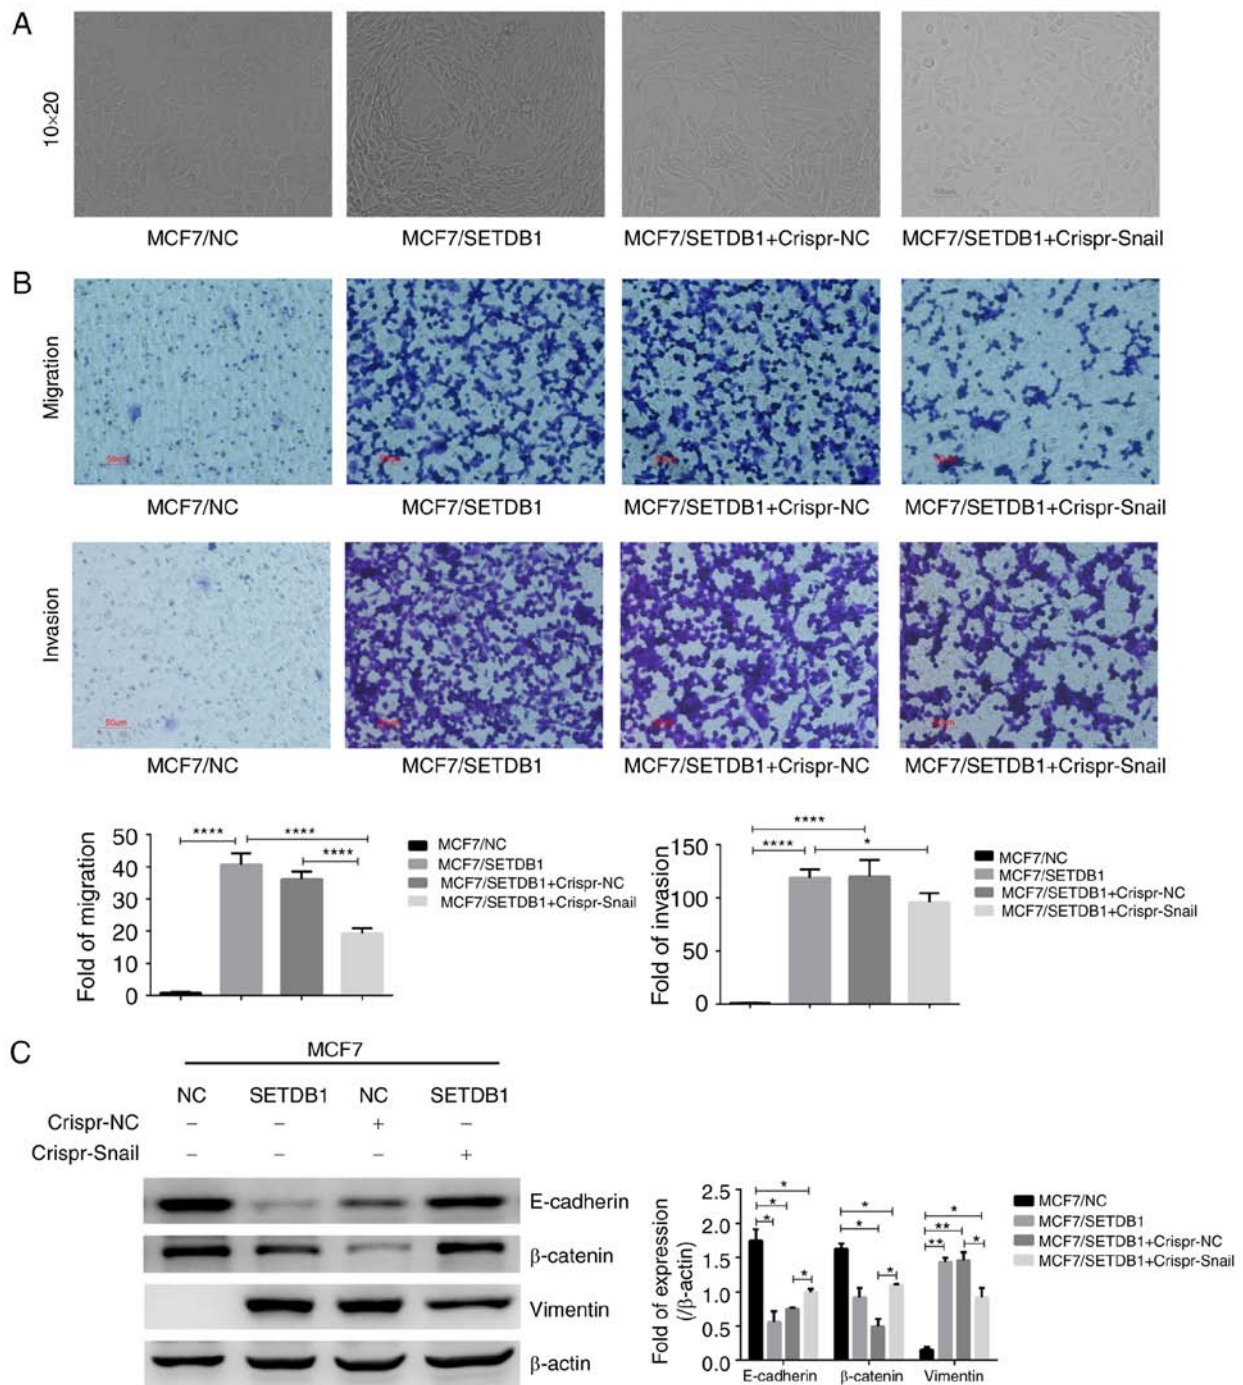 A
10×20
MCF7/NC
MCF7/SETDB1
MCF7/SETDB1+Crispr-NC
MCF7/SETDB1+Crispr-Snail
B
Migration
50um
MCF7/NC
MCF7/SETDB1
MCF7/SETDB1+Crispr-NC
MCF7/SETDB1+Crispr-Snail
Invasion
50um
MCF7/NC
MCF7/SETDB1
MCF7/SETDB1+Crispr-NC
MCF7/SETDB1+Crispr-Snail
Fold of migration
50
40
30
20
10
0
****
****
****
MCF7/NC
MCF7/SETDB1
MCF7/SETDB1+Crispr-NC
MCF7/SETDB1+Crispr-Snail
Fold of invasion
150
100
50
0
****
****
*
MCF7/NC
MCF7/SETDB1
MCF7/SETDB1+Crispr-NC
MCF7/SETDB1+Crispr-Snail
C
MCF7
NC SETDB1 NC SETDB1
Crispr-NC − − + −
Crispr-Snail − − − +
E-cadherin
β-catenin
Vimentin
β-actin
Fold of expression
(/β-actin)
2.5
2.0
1.5
1.0
0.5
0.0
*
*
*
*
*
*
*
*
**
**
*
E-cadherin β-catenin Vimentin
MCF7/NC
MCF7/SETDB1
MCF7/SETDB1+Crispr-NC
MCF7/SETDB1+Crispr-Snail